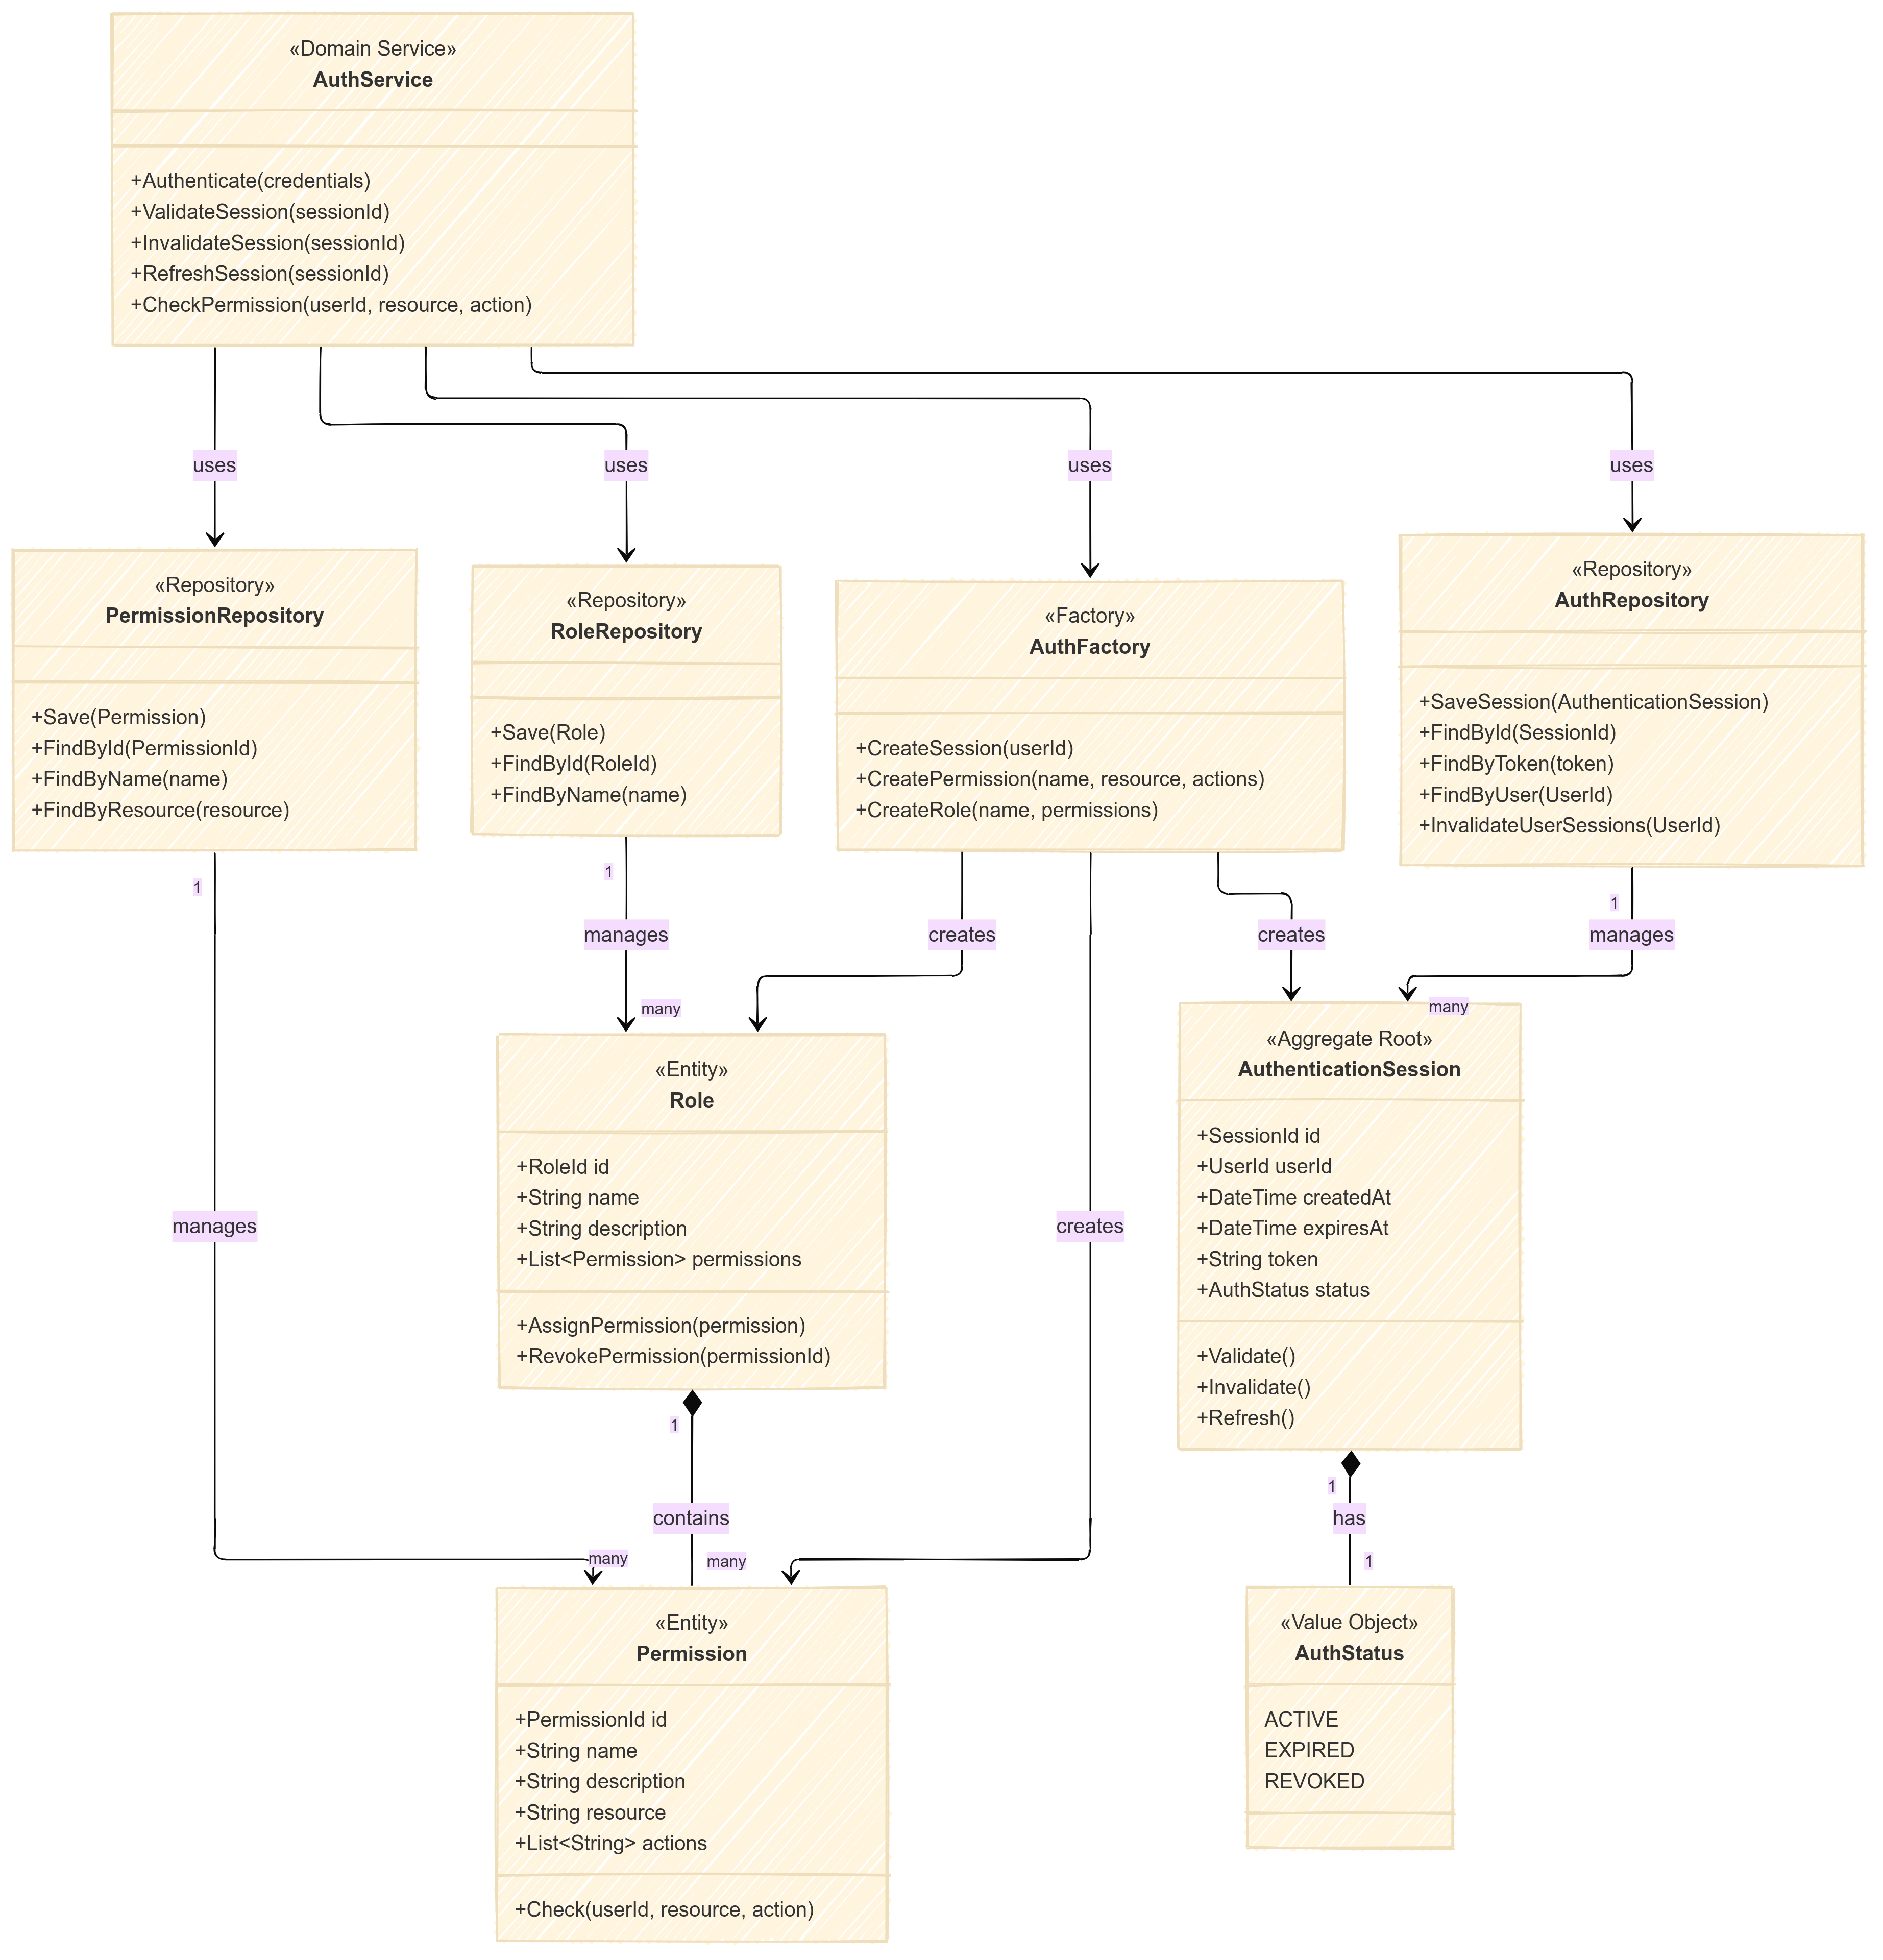 «Domain Service»
AuthService
+Authenticate(credentials)
+ValidateSession(sessionId)
+InvalidateSession(sessionId)
+RefreshSession(sessionId)
+CheckPermission(userId, resource, action)
uses
uses
uses
uses
«Repository»
PermissionRepository
+Save(Permission)
+FindById(PermissionId)
+FindByName(name)
+FindByResource(resource)
«Repository»
RoleRepository
+Save(Role)
+FindById(RoleId)
+FindByName(name)
«Factory»
AuthFactory
+CreateSession(userId)
+CreatePermission(name, resource, actions)
+CreateRole(name, permissions)
«Repository»
AuthRepository
+SaveSession(AuthenticationSession)
+FindById(SessionId)
+FindByToken(token)
+FindByUser(UserId)
+InvalidateUserSessions(UserId)
1
1
1
manages
creates
creates
manages
many
many
«Entity»
Role
+RoleId id
+String name
+String description
+List<Permission> permissions
+AssignPermission(permission)
+RevokePermission(permissionId)
«Aggregate Root»
AuthenticationSession
+SessionId id
+UserId userId
+DateTime createdAt
+DateTime expiresAt
+String token
+AuthStatus status
+Validate()
+Invalidate()
+Refresh()
manages
creates
1
contains
many
many
1
has
1
«Entity»
Permission
+PermissionId id
+String name
+String description
+String resource
+List<String> actions
+Check(userId, resource, action)
«Value Object»
AuthStatus
ACTIVE
EXPIRED
REVOKED